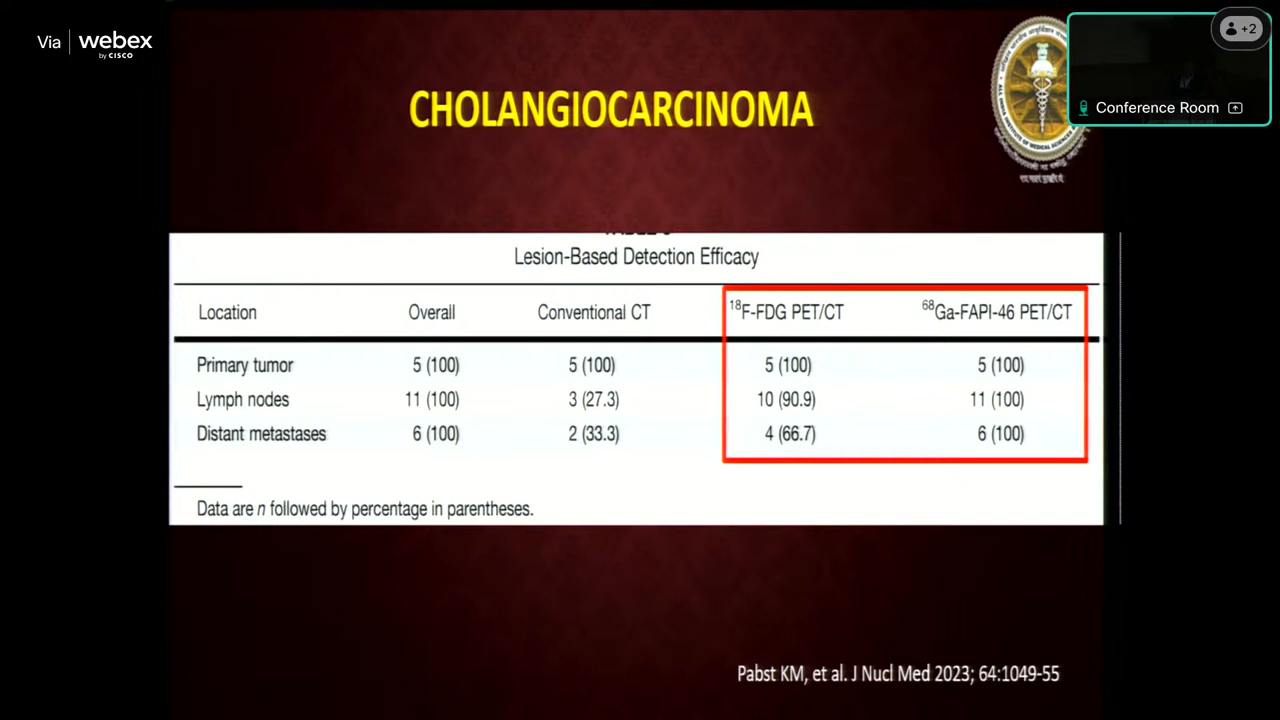 Via webex
by CISCO
+2
Conference Room
CHOLANGIOCARCINOMA
Lesion-Based Detection Efficacy
Location Overall Conventional CT ¹⁸F-FDG PET/CT ⁶⁸Ga-FAPI-46 PET/CT
Primary tumor 5 (100) 5 (100) 5 (100) 5 (100)
Lymph nodes 11 (100) 3 (27.3) 10 (90.9) 11 (100)
Distant metastases 6 (100) 2 (33.3) 4 (66.7) 6 (100)
Data are n followed by percentage in parentheses.
Pabst KM, et al. J Nucl Med 2023; 64:1049-55